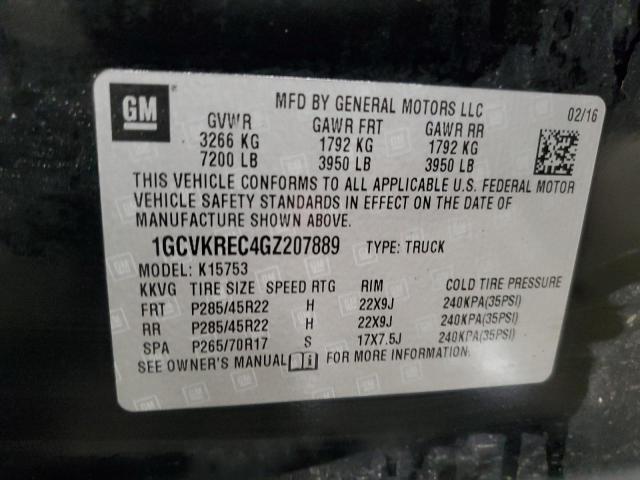 GM
MFD BY GENERAL MOTORS LLC
02/16
GVWR GAWR FRT GAWR RR
3266 KG 1792 KG 1792 KG
7200 LB 3950 LB 3950 LB
THIS VEHICLE CONFORMS TO ALL APPLICABLE U.S. FEDERAL MOTOR
VEHICLE SAFETY STANDARDS IN EFFECT ON THE DATE OF
MANUFACTURE SHOWN ABOVE.
1GCVKREC4GZ207889 TYPE: TRUCK
MODEL: K15753
KKVG TIRE SIZE SPEED RTG RIM COLD TIRE PRESSURE
FRT P285/45R22 H 22X9J 240KPA(35PSI)
RR P285/45R22 H 22X9J 240KPA(35PSI)
SPA P265/70R17 S 17X7.5J 240KPA(35PSI)
SEE OWNER'S MANUAL FOR MORE INFORMATION.